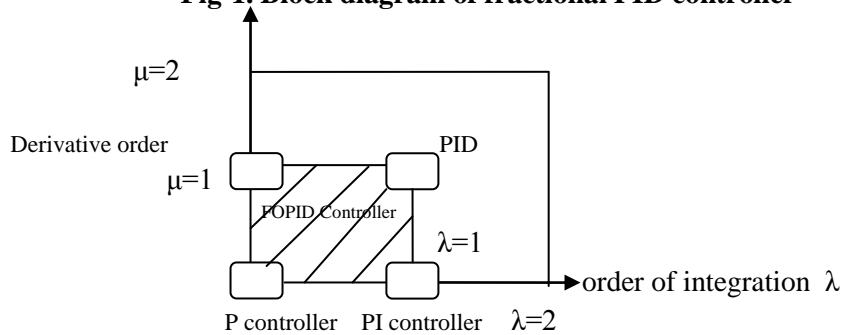 Fig 1. Block diagram of fractional PID controller
μ=2
Derivative order
PID
μ=1
FOPID Controller
λ=1
order of integration λ
P controller PI controller λ=2